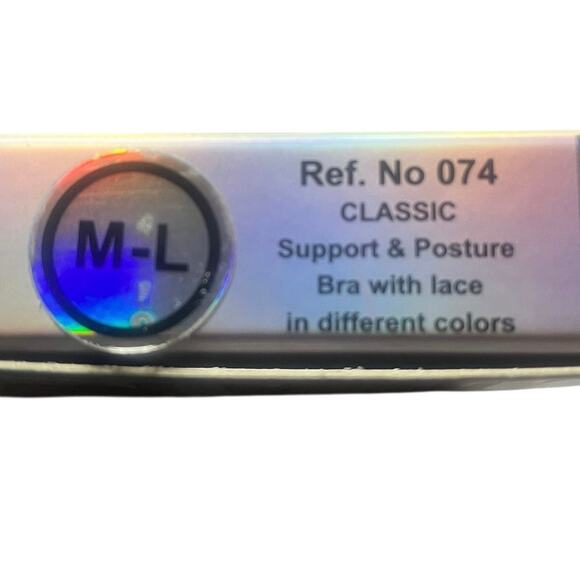 M-L
Ref. No 074
CLASSIC
Support & Posture
Bra with lace
in different colors